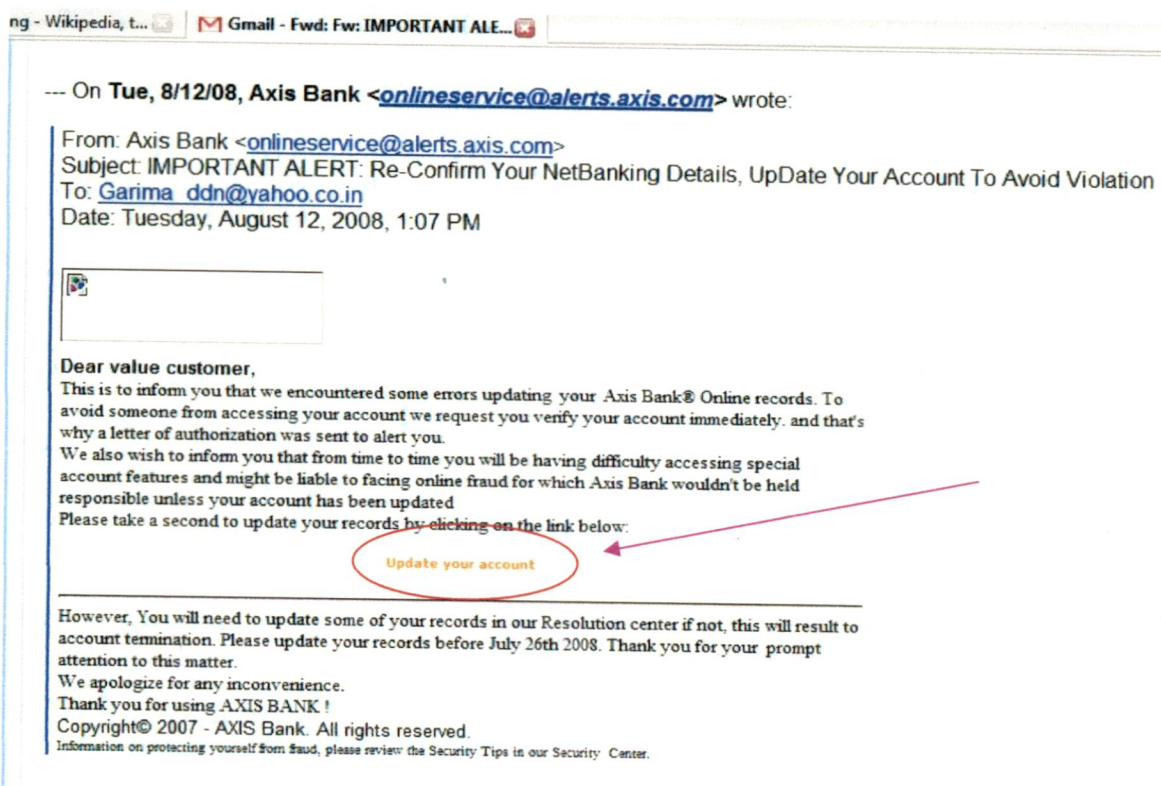 ng - Wikipedia, t...
Gmail - Fwd: Fw: IMPORTANT ALE...
--- On Tue, 8/12/08, Axis Bank <onlineservice@alerts.axis.com> wrote:
From: Axis Bank <onlineservice@alerts.axis.com>
Subject: IMPORTANT ALERT: Re-Confirm Your NetBanking Details, UpDate Your Account To Avoid Violation
To: Garima_ddn@yahoo.co.in
Date: Tuesday, August 12, 2008, 1:07 PM
Dear value customer,
This is to inform you that we encountered some errors updating your Axis Bank® Online records. To
avoid someone from accessing your account we request you verify your account immediately. and that's
why a letter of authorization was sent to alert you.
We also wish to inform you that from time to time you will be having difficulty accessing special
account features and might be liable to facing online fraud for which Axis Bank wouldn't be held
responsible unless your account has been updated
Please take a second to update your records by clicking on the link below:
Update your account
However, You will need to update some of your records in our Resolution center if not, this will result to
account termination. Please update your records before July 26th 2008. Thank you for your prompt
attention to this matter.
We apologize for any inconvenience.
Thank you for using AXIS BANK !
Copyright© 2007 - AXIS Bank. All rights reserved.
Information on protecting yourself from fraud, please review the Security Tips in our Security Center.